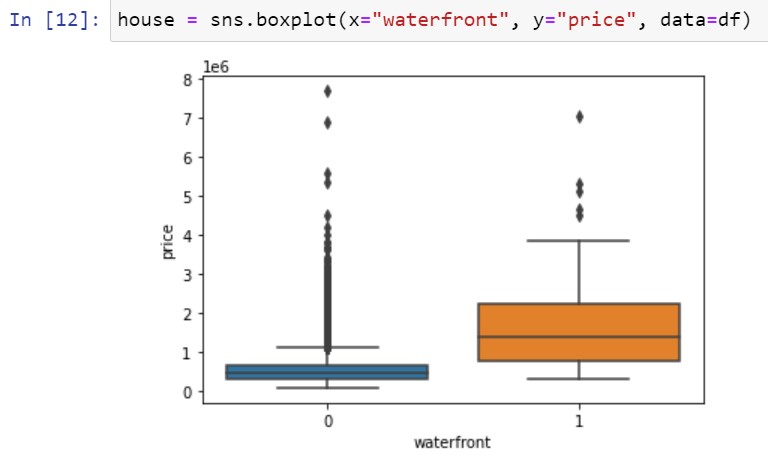 In [12]: house = sns.boxplot(x="waterfront", y="price", data=df)
1e6
8
7
6
5
4
3
2
1
0
price
0 1
waterfront